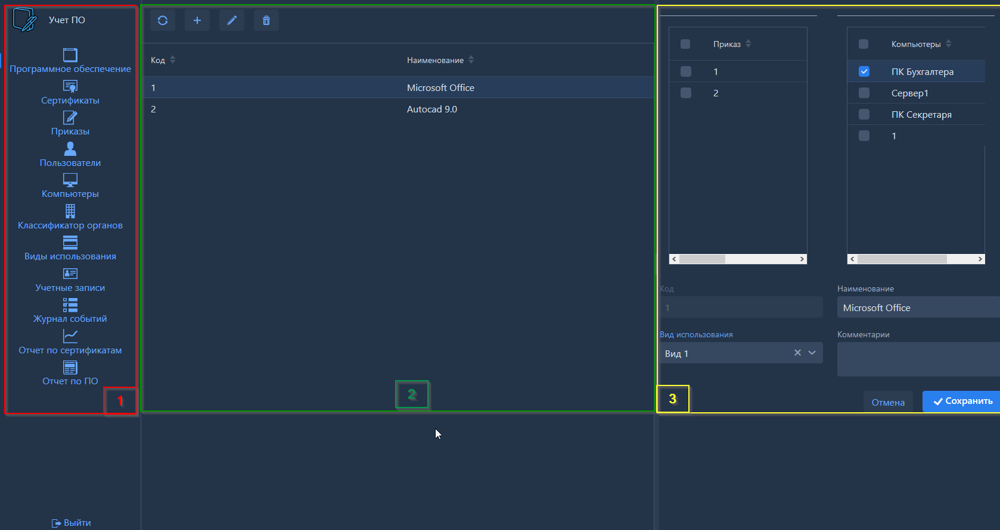 Учет ПО
Программное обеспечение
Сертификаты
Приказы
Пользователи
Компьютеры
Классификатор органов
Виды использования
Учетные записи
Журнал событий
Отчет по сертификатам
Отчет по ПО
1
Выйти
Код Наименование
1 Microsoft Office
2 Autocad 9.0
2
Приказ
1
2
Компьютеры
ПК Бухгалтера
Сервер1
ПК Секретаря
1
Код
1
Наименование
Microsoft Office
Вид использования
Вид 1
Комментарии
3
Отмена
Сохранить